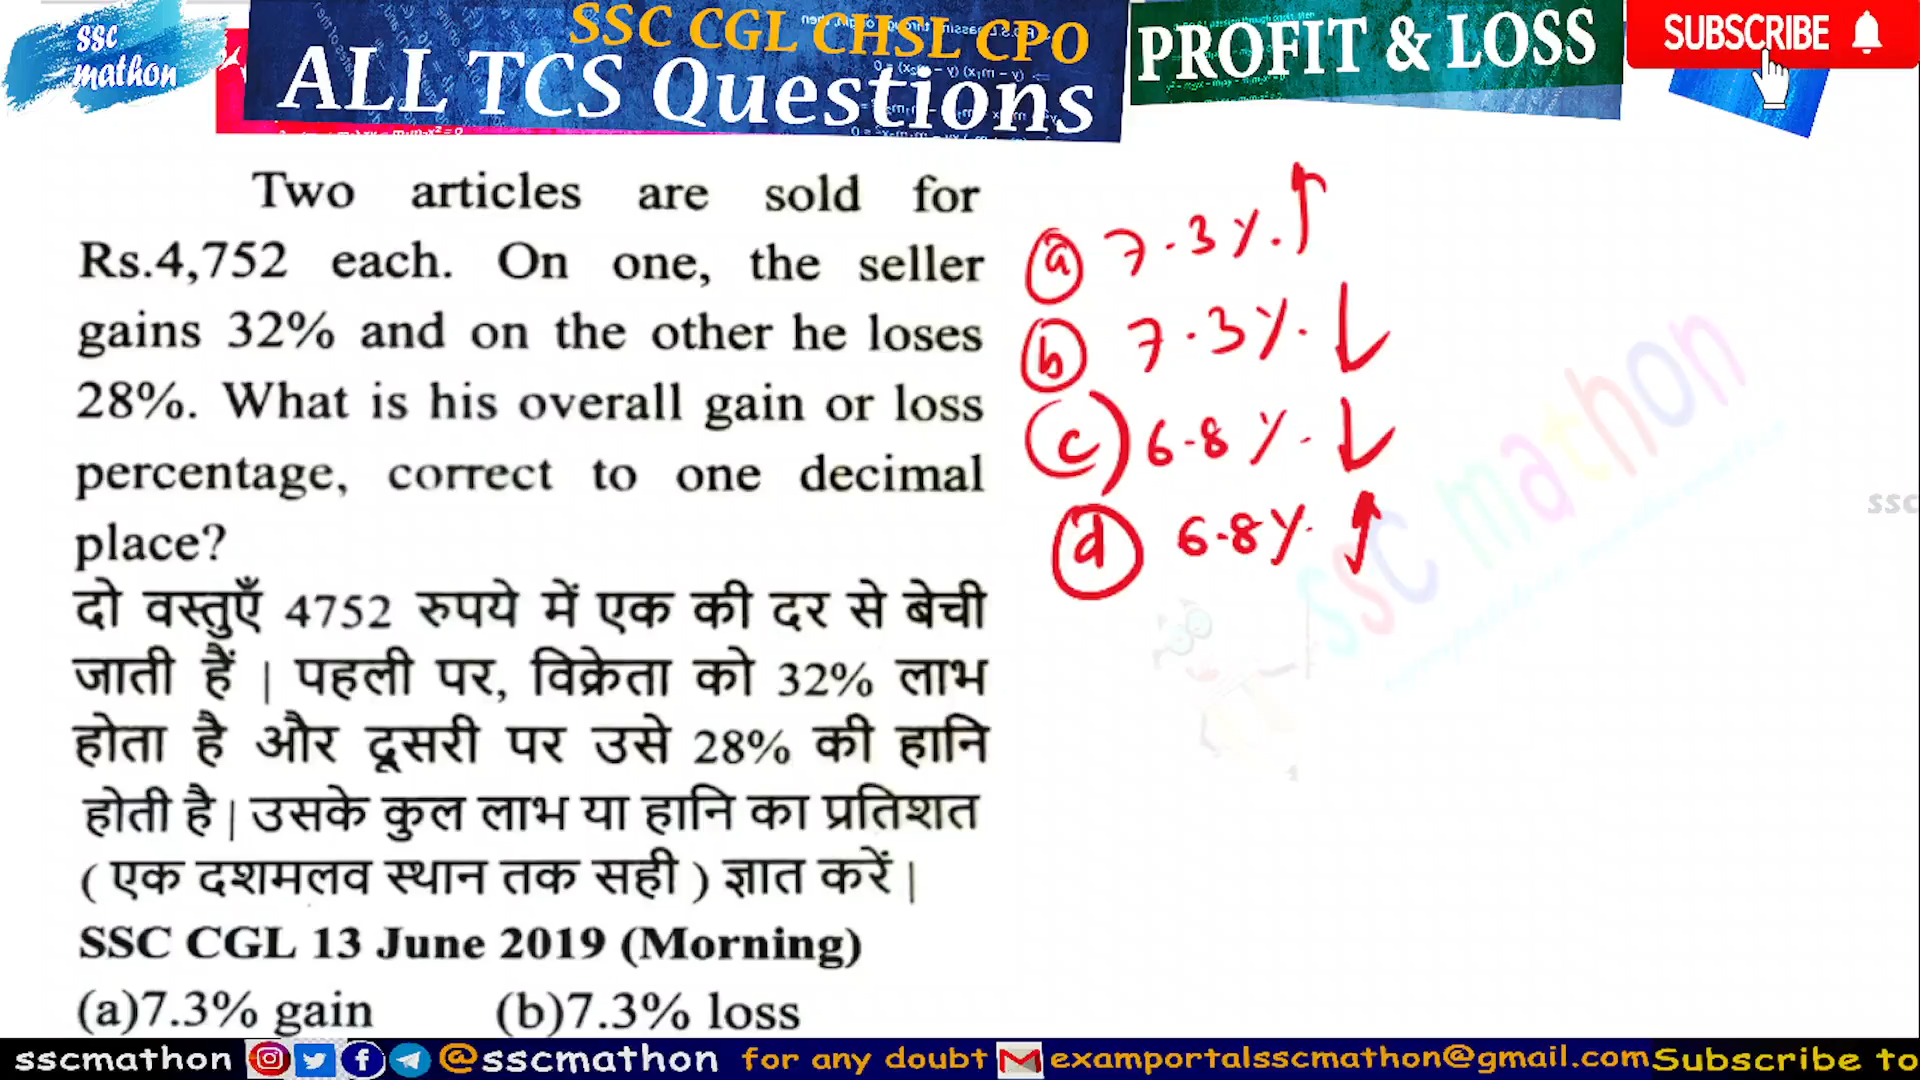 ssc
mathon
SSC CGL CHSL CPO
ALL TCS Questions
PROFIT & LOSS
SUBSCRIBE
Two articles are sold for
Rs.4,752 each. On one, the seller
gains 32% and on the other he loses
28%. What is his overall gain or loss
percentage, correct to one decimal
place?
दो वस्तुएँ 4752 रुपये में एक की दर से बेची
जाती हैं | पहली पर, विक्रेता को 32% लाभ
होता है और दूसरी पर उसे 28% की हानि
होती है | उसके कुल लाभ या हानि का प्रतिशत
( एक दशमलव स्थान तक सही ) ज्ञात करें |
SSC CGL 13 June 2019 (Morning)
(a)7.3% gain (b)7.3% loss
a 7.3%. ↑
b 7.3%. ↓
c) 6.8%. ↓
d 6.8%. ↑
ssc mathon
ssc
sscmathon @sscmathon for any doubt examportalsscmathon@gmail.com Subscribe to